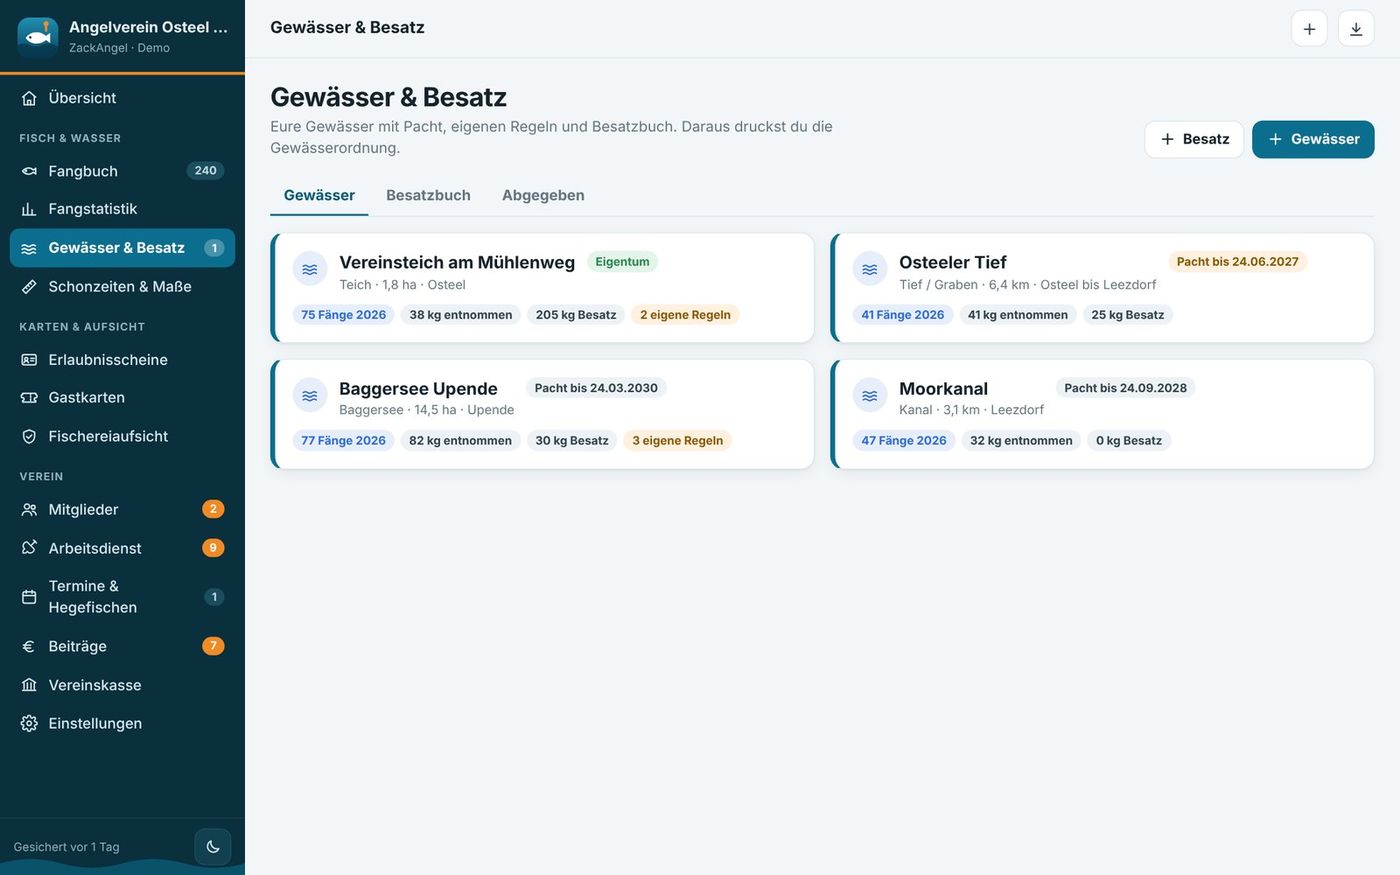 Angelverein Osteel ...
ZackAngel · Demo
Übersicht
FISCH & WASSER
Fangbuch 240
Fangstatistik
Gewässer & Besatz 1
Schonzeiten & Maße
KARTEN & AUFSICHT
Erlaubnisscheine
Gastkarten
Fischereiaufsicht
VEREIN
Mitglieder 2
Arbeitsdienst 9
Termine &
Hegefischen 1
Beiträge 7
Vereinskasse
Einstellungen
Gesichert vor 1 Tag
Gewässer & Besatz
Gewässer & Besatz
Eure Gewässer mit Pacht, eigenen Regeln und Besatzbuch. Daraus druckst du die
Gewässerordnung.
+ Besatz
+ Gewässer
Gewässer Besatzbuch Abgegeben
Vereinsteich am Mühlenweg Eigentum
Teich · 1,8 ha · Osteel
75 Fänge 2026 38 kg entnommen 205 kg Besatz 2 eigene Regeln
Osteeler Tief Pacht bis 24.06.2027
Tief / Graben · 6,4 km · Osteel bis Leezdorf
41 Fänge 2026 41 kg entnommen 25 kg Besatz
Baggersee Upende Pacht bis 24.03.2030
Baggersee · 14,5 ha · Upende
77 Fänge 2026 82 kg entnommen 30 kg Besatz 3 eigene Regeln
Moorkanal Pacht bis 24.09.2028
Kanal · 3,1 km · Leezdorf
47 Fänge 2026 32 kg entnommen 0 kg Besatz